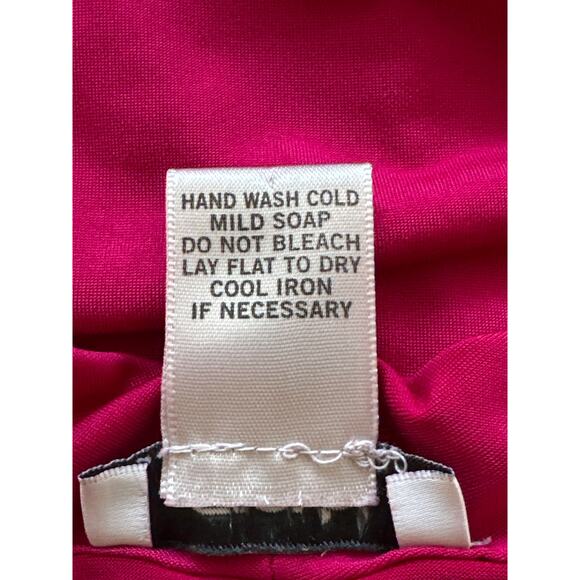 HAND WASH COLD
MILD SOAP
DO NOT BLEACH
LAY FLAT TO DRY
COOL IRON
IF NECESSARY